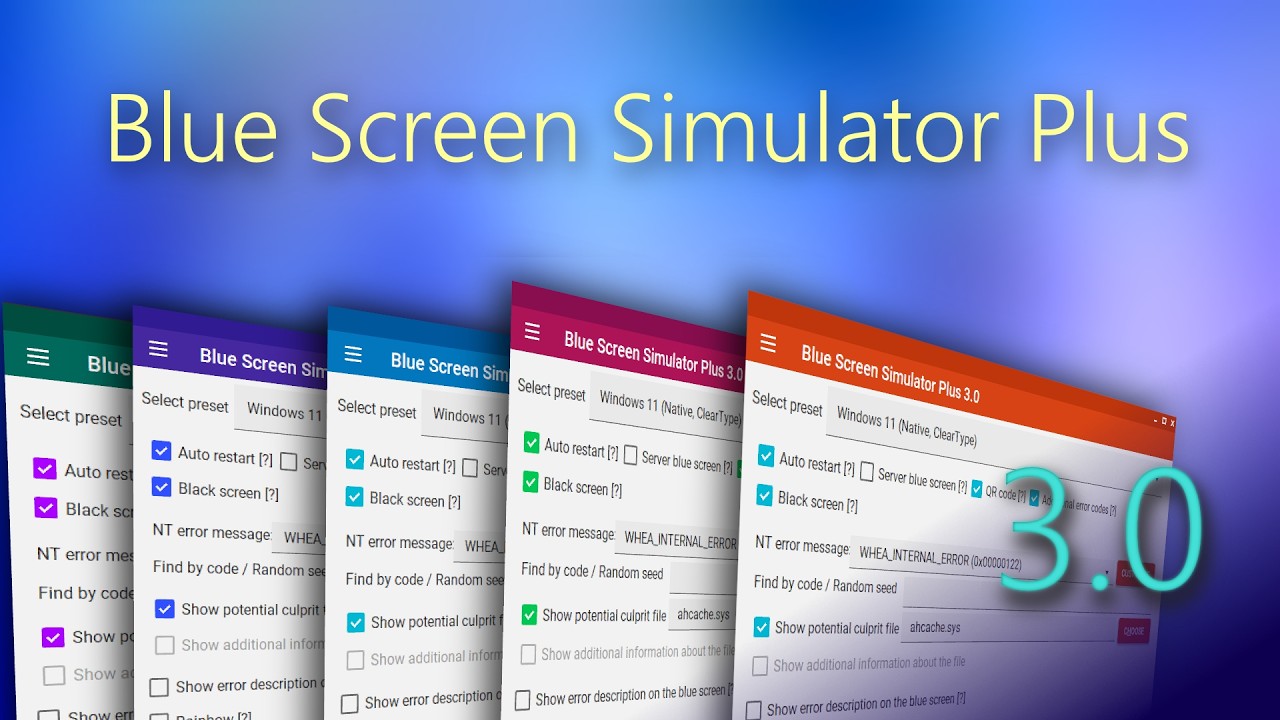 Blue Screen Simulator Plus
3.0
Blue
Select preset
Auto rest
Black scr
NT error
Find by code
Show po
Show a
Show err
Blue Screen Sim
Select preset
Windows 11
Auto restart [?]
Serv
Black screen [?]
NT error message:
WHEA_
Find by code / Random see
Show potential culprit
Show additional inform
Show error description
Rainbow [?]
Blue Screen Sim
Select preset
Windows 11 (
Auto restart [?]
Serv
Black screen [?]
NT error message:
WHEA_
Find by code / Random seed
Show potential culprit f
Show additional inform
Show error description o
Blue Screen Simulator Plus 3.0
Select preset
Windows 11 (Native, ClearType)
Auto restart [?]
Server blue screen [?]
Black screen [?]
NT error message:
WHEA_INTERNAL_ERROR
Find by code / Random seed
Show potential culprit file
ahcache.sys
Show additional information about the file
Show error description on the blue screen [?]
Blue Screen Simulator Plus 3.0
Select preset
Windows 11 (Native, ClearType)
Auto restart [?]
Server blue screen [?]
QR code [?]
error codes [?]
Black screen [?]
NT error message:
WHEA_INTERNAL_ERROR (0x00000122)
Find by code / Random seed
Show potential culprit file
ahcache.sys
CHOOSE
Show additional information about the file
Show error description on the blue screen [?]